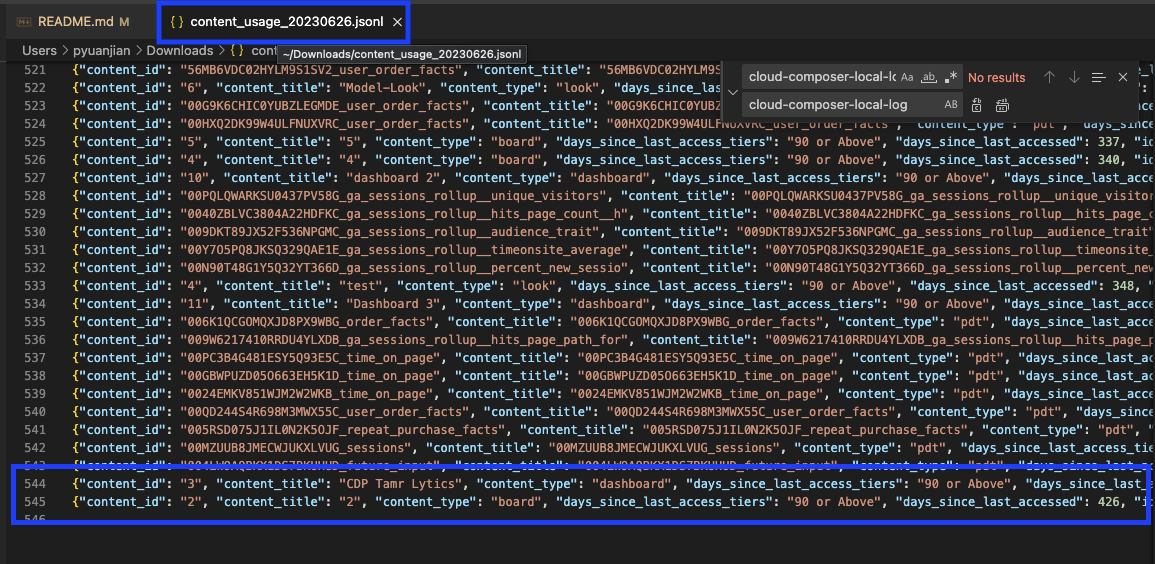 README.md M
{ } content_usage_20230626.jsonl ×
Users > pyuanjian > Downloads > { } cont
~/Downloads/content_usage_20230626.jsonl
cloud-composer-local-lo Aa ab .* No results
cloud-composer-local-log AB
521 {"content_id": "56MB6VDC02HYLM9S1SV2_user_order_facts", "content_title": "56MB6VDC02HYLM9S
522 {"content_id": "6", "content_title": "Model-Look", "content_type": "look", "days_since_las
523 {"content_id": "00G9K6CHIC0YUBZLEGMDE_user_order_facts", "content_title": "00G9K6CHIC0YUBZ
524 {"content_id": "00HXQ2DK99W4ULFNUXVRC_user_order_facts", "content_title": "00HXQ2DK99W4ULFNUXVRC_user_order_facts", "content_type": "pdt", "days_since
525 {"content_id": "5", "content_title": "5", "content_type": "board", "days_since_last_access_tiers": "90 or Above", "days_since_last_accessed": 337, "id
526 {"content_id": "4", "content_title": "4", "content_type": "board", "days_since_last_access_tiers": "90 or Above", "days_since_last_accessed": 340, "id
527 {"content_id": "10", "content_title": "dashboard 2", "content_type": "dashboard", "days_since_last_access_tiers": "90 or Above", "days_since_last_acce
528 {"content_id": "00PQLQWARKSU0437PV58G_ga_sessions_rollup__unique_visitors", "content_title": "00PQLQWARKSU0437PV58G_ga_sessions_rollup__unique_visitor
529 {"content_id": "0040ZBLVC3804A22HDFKC_ga_sessions_rollup__hits_page_count__h", "content_title": "0040ZBLVC3804A22HDFKC_ga_sessions_rollup__hits_page_c
530 {"content_id": "009DKT89JX52F536NPGMC_ga_sessions_rollup__audience_trait", "content_title": "009DKT89JX52F536NPGMC_ga_sessions_rollup__audience_trait"
531 {"content_id": "00Y7O5PQ8JKSQ329QAE1E_ga_sessions_rollup__timeonsite_average", "content_title": "00Y7O5PQ8JKSQ329QAE1E_ga_sessions_rollup__timeonsite_
532 {"content_id": "00N90T48G1Y5Q32YT366D_ga_sessions_rollup__percent_new_sessio", "content_title": "00N90T48G1Y5Q32YT366D_ga_sessions_rollup__percent_new
533 {"content_id": "4", "content_title": "test", "content_type": "look", "days_since_last_access_tiers": "90 or Above", "days_since_last_accessed": 348, "
534 {"content_id": "11", "content_title": "Dashboard 3", "content_type": "dashboard", "days_since_last_access_tiers": "90 or Above", "days_since_last_acce
535 {"content_id": "006K1QCGOMQXJD8PX9WBG_order_facts", "content_title": "006K1QCGOMQXJD8PX9WBG_order_facts", "content_type": "pdt", "days_since_last_acce
536 {"content_id": "009W6217410RRDU4YLXDB_ga_sessions_rollup__hits_page_path_for", "content_title": "009W6217410RRDU4YLXDB_ga_sessions_rollup__hits_page_p
537 {"content_id": "00PC3B4G481ESY5Q93E5C_time_on_page", "content_title": "00PC3B4G481ESY5Q93E5C_time_on_page", "content_type": "pdt", "days_since_last_ac
538 {"content_id": "00GBWPUZD05O663EH5K1D_time_on_page", "content_title": "00GBWPUZD05O663EH5K1D_time_on_page", "content_type": "pdt", "days_since_last_ac
539 {"content_id": "0024EMKV851WJM2W2WKB_time_on_page", "content_title": "0024EMKV851WJM2W2WKB_time_on_page", "content_type": "pdt", "days_since_last_acce
540 {"content_id": "00QD244S4R698M3MWX55C_user_order_facts", "content_title": "00QD244S4R698M3MWX55C_user_order_facts", "content_type": "pdt", "days_since
541 {"content_id": "005RSD075J1IL0N2K5OJF_repeat_purchase_facts", "content_title": "005RSD075J1IL0N2K5OJF_repeat_purchase_facts", "content_type": "pdt", "
542 {"content_id": "00MZUUB8JMECWJUKXLVUG_sessions", "content_title": "00MZUUB8JMECWJUKXLVUG_sessions", "content_type": "pdt", "days_since_last_accessed
544 {"content_id": "3", "content_title": "CDP Tamr Lytics", "content_type": "dashboard", "days_since_last_access_tiers": "90 or Above", "days_since_last_a
545 {"content_id": "2", "content_title": "2", "content_type": "board", "days_since_last_access_tiers": "90 or Above", "days_since_last_accessed": 426, "id
546